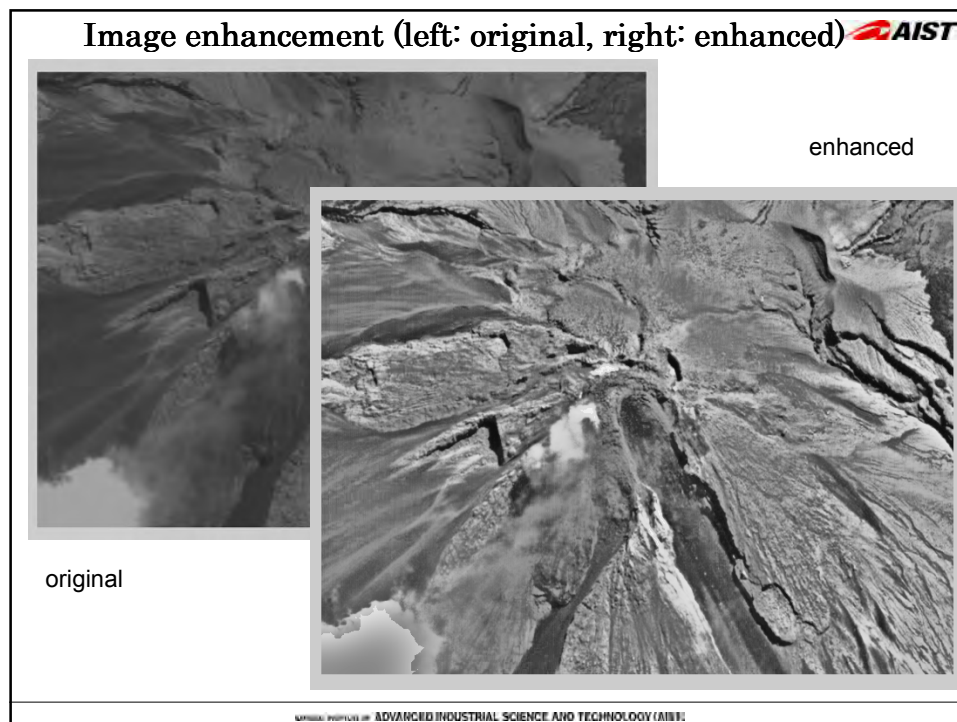 Image enhancement (left: original, right: enhanced)
AIST
enhanced
original
ADVANCED INDUSTRIAL SCIENCE AND TECHNOLOGY (AIST)